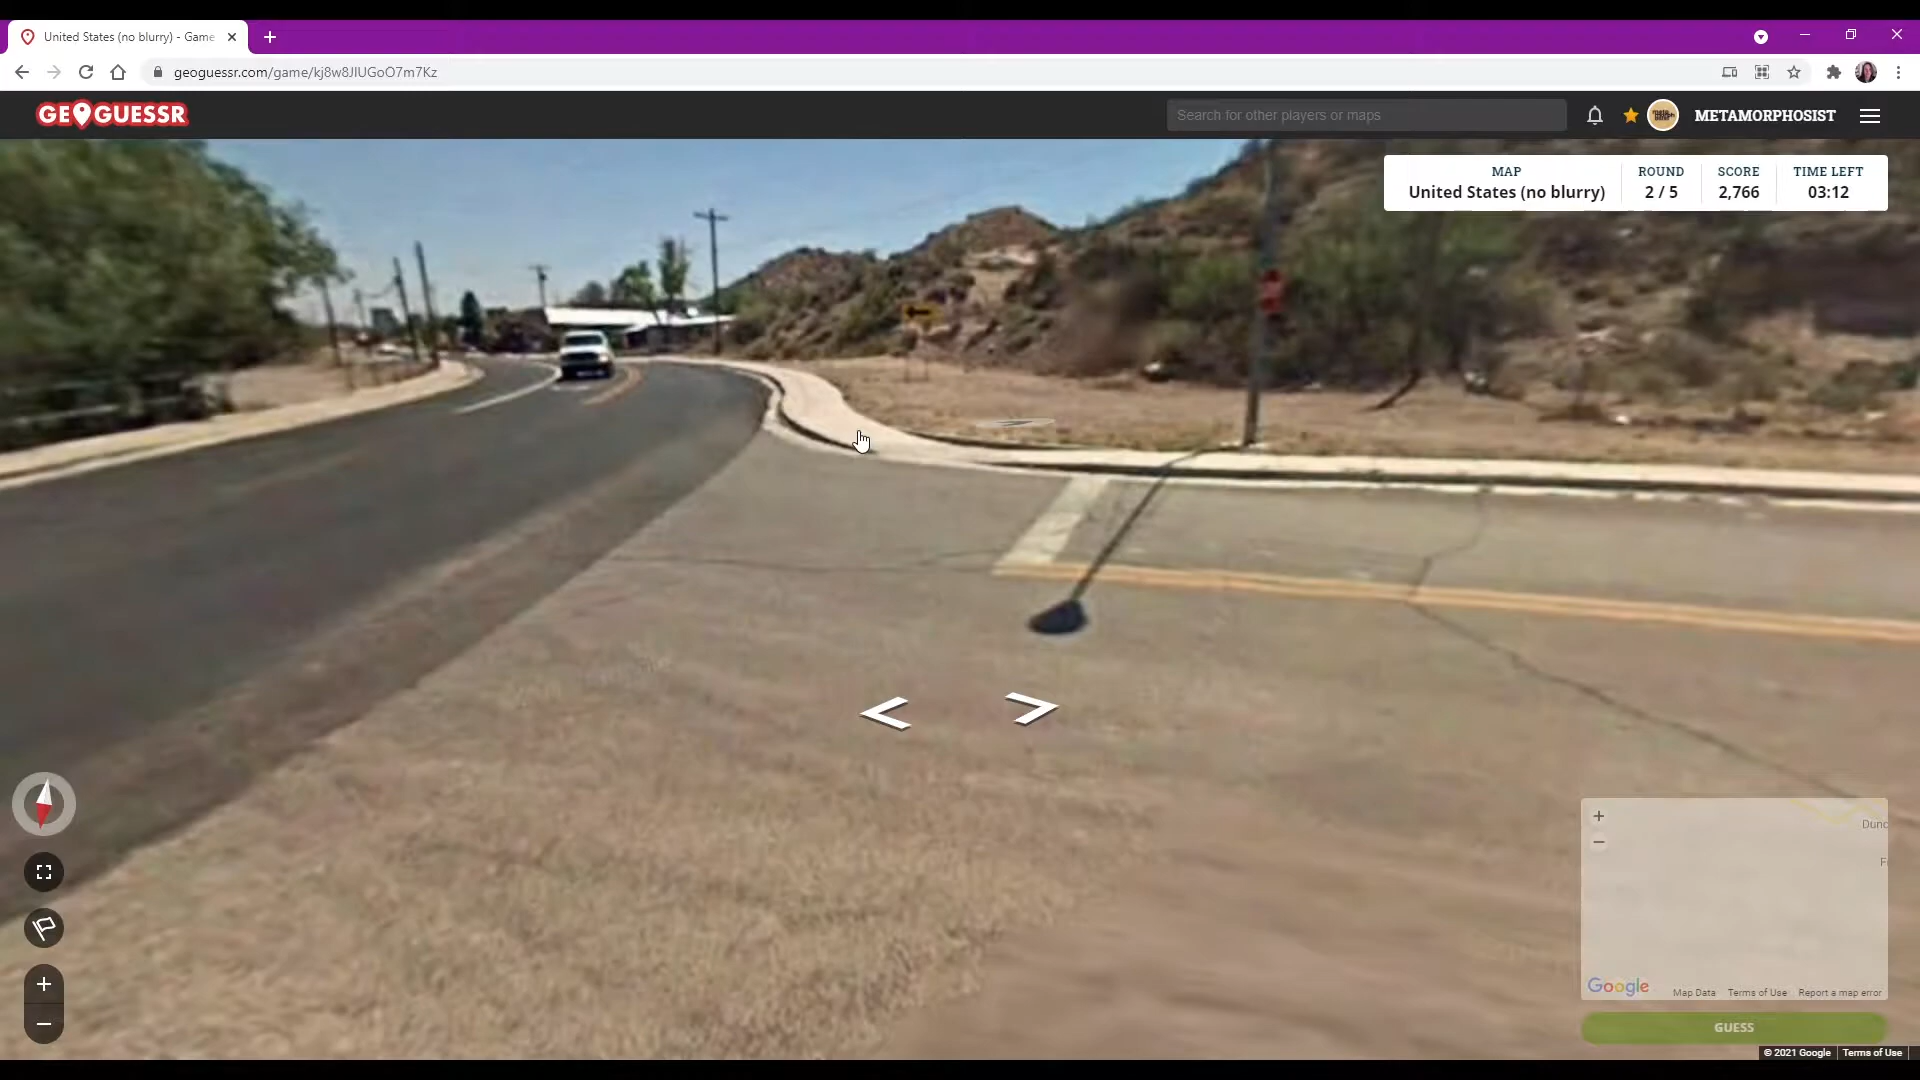 United States (no blurry) - Game
geoguessr.com/game/kj8w8JIUGoO7m7Kz
GEOGUESSR
Search for other players or maps
METAMORPHOSIST
MAP
United States (no blurry)
ROUND
2 / 5
SCORE
2,766
TIME LEFT
03:12
Dunc
F
Google
Map Data
Terms of Use
Report a map error
GUESS
© 2021 Google
Terms of Use